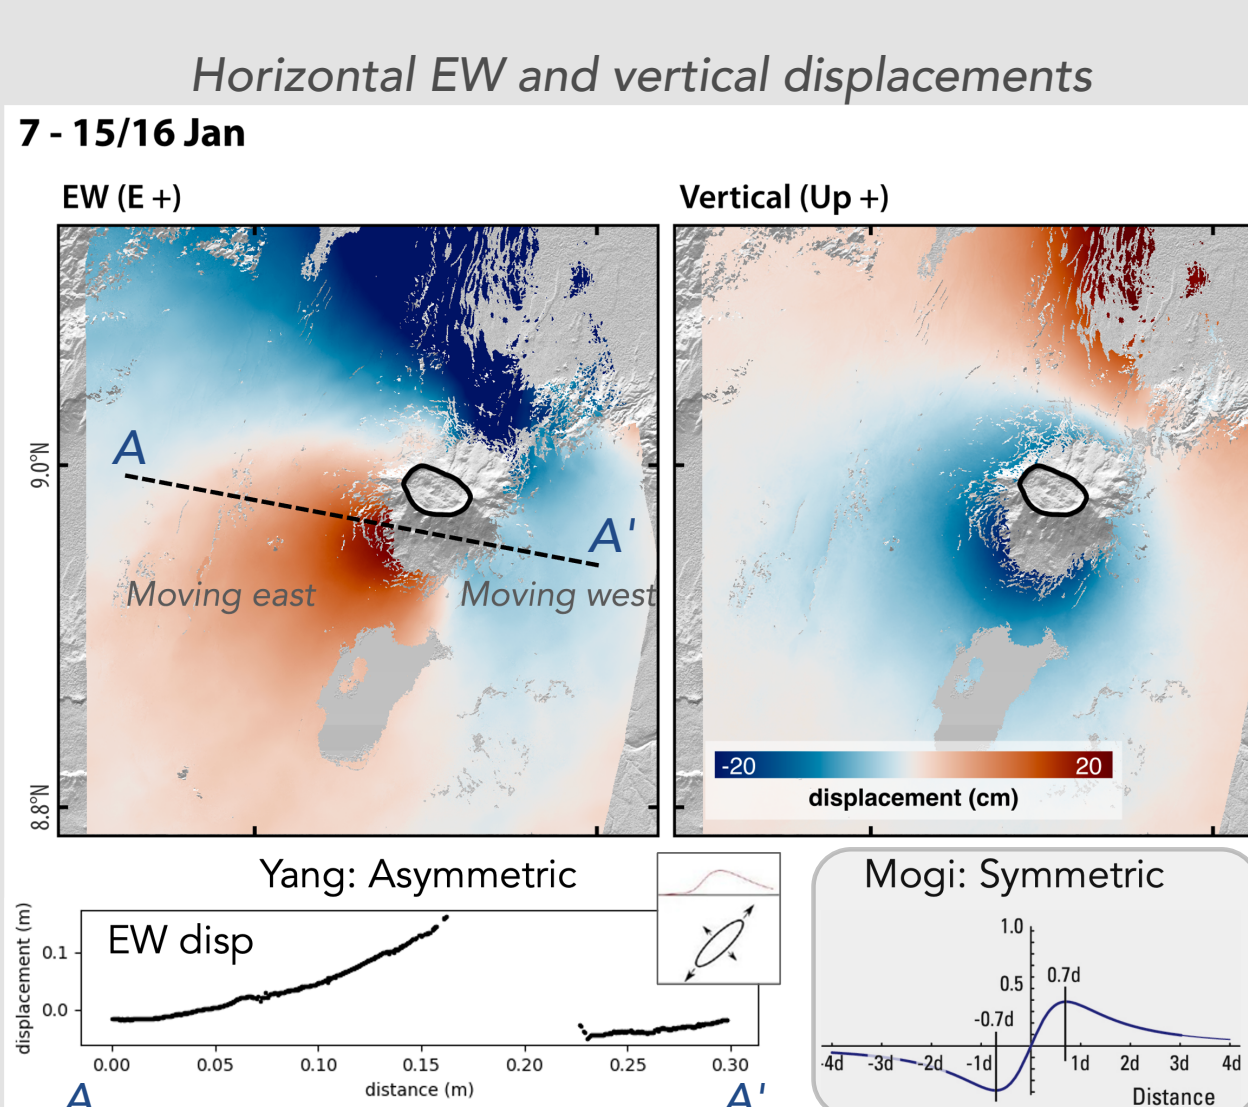 Horizontal EW and vertical displacements
7 - 15/16 Jan
EW (E +)
Vertical (Up +)
9.0°N
8.8°N
A
A'
Moving east
Moving west
-20
20
displacement (cm)
Yang: Asymmetric
EW disp
displacement (m)
0.1
0.0
0.00 0.05 0.10 0.15 0.20 0.25 0.30
distance (m)
A
A'
Mogi: Symmetric
1.0
0.5
0.7d
-0.7d
-4d -3d -2d -1d 1d 2d 3d 4d
Distance